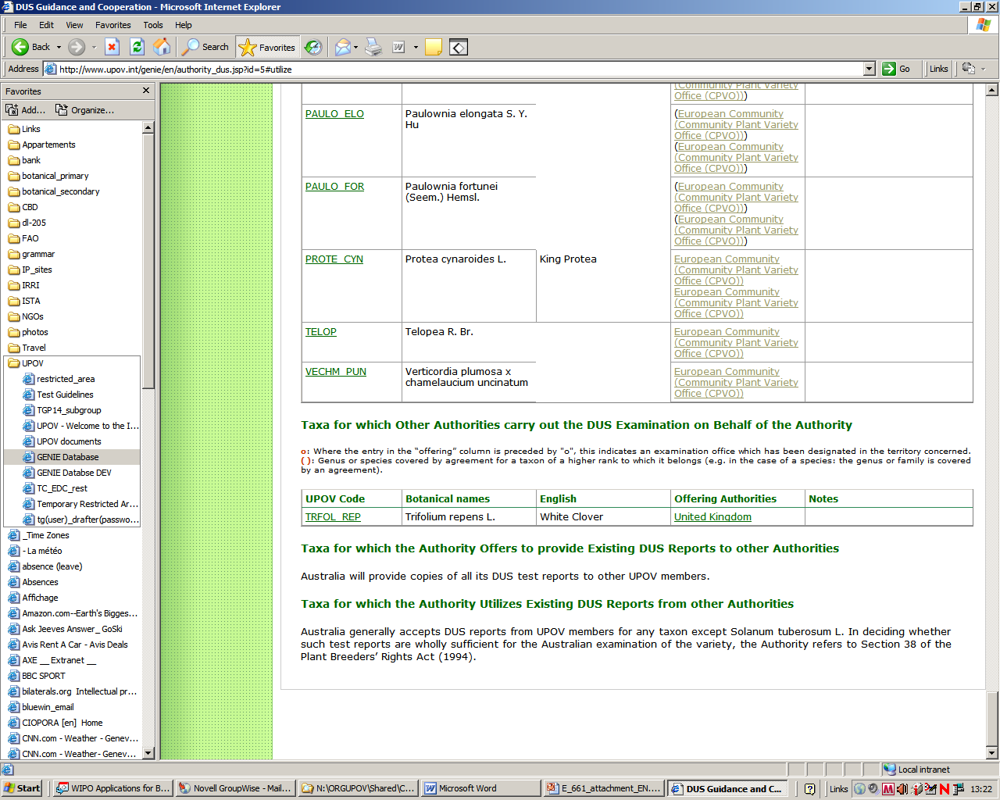 DUS Guidance and Cooperation - Microsoft Internet Explorer
File Edit View Favorites Tools Help
Back Search Favorites
Address http://www.upov.int/genie/en/authority_dus.jsp?id=5#utilize Go Links
Favorites
Add... Organize...
Links
Appartements
bank
botanical_primary
botanical_secondary
CBD
dl-205
FAO
grammar
IP_sites
IRRI
ISTA
NGOs
photos
Travel
UPOV
restricted_area
Test Guidelines
TGP14_subgroup
UPOV - Welcome to the I...
UPOV documents
GENIE Database
GENIE Databse DEV
TC_EDC_rest
Temporary Restricted Ar...
tg(user)_drafter(passwo...
_Time Zones
- La météo
absence (leave)
Absences
Affichage
Amazon.com--Earth's Bigges...
Ask Jeeves Answer_ GoSki
Avis Rent A Car - Avis Deals
AXE __ Extranet __
BBC SPORT
bilaterals.org Intellectual pr...
bluewin_email
CIOPORA [en] Home
CNN.com - Weather - Genev...
CNN.com - Weather- Genev...
(Community Plant Variety
Office (CPVO))
PAULO_ELO Paulownia elongata S. Y.
Hu
(European Community
(Community Plant Variety
Office (CPVO)))
(European Community
(Community Plant Variety
Office (CPVO)))
PAULO_FOR Paulownia fortunei
(Seem.) Hemsl.
(European Community
(Community Plant Variety
Office (CPVO)))
(European Community
(Community Plant Variety
Office (CPVO)))
PROTE_CYN Protea cynaroides L. King Protea
European Community
(Community Plant Variety
Office (CPVO))
European Community
(Community Plant Variety
Office (CPVO))
TELOP Telopea R. Br.
European Community
(Community Plant Variety
Office (CPVO))
VECHM_PUN Verticordia plumosa x
chamelaucium uncinatum
European Community
(Community Plant Variety
Office (CPVO))
Taxa for which Other Authorities carry out the DUS Examination on Behalf of the Authority
o: Where the entry in the “offering” column is preceded by "o", this indicates an examination office which has been designated in the territory concerned.
( ): Genus or species covered by agreement for a taxon of a higher rank to which it belongs (e.g. in the case of a species: the genus or family is covered
by an agreement).
UPOV Code Botanical names English Offering Authorities Notes
TRFOL_REP Trifolium repens L. White Clover United Kingdom
Taxa for which the Authority Offers to provide Existing DUS Reports to other Authorities
Australia will provide copies of all its DUS test reports to other UPOV members.
Taxa for which the Authority Utilizes Existing DUS Reports from other Authorities
Australia generally accepts DUS reports from UPOV members for any taxon except Solanum tuberosum L. In deciding whether
such test reports are wholly sufficient for the Australian examination of the variety, the Authority refers to Section 38 of the
Plant Breeders’ Rights Act (1994).
Local intranet
Start WIPO Applications for B... Novell GroupWise - Mail... N:\ORGUPOV\Shared\C... Microsoft Word E_661_attachment_EN.... DUS Guidance and C... Links 13:22